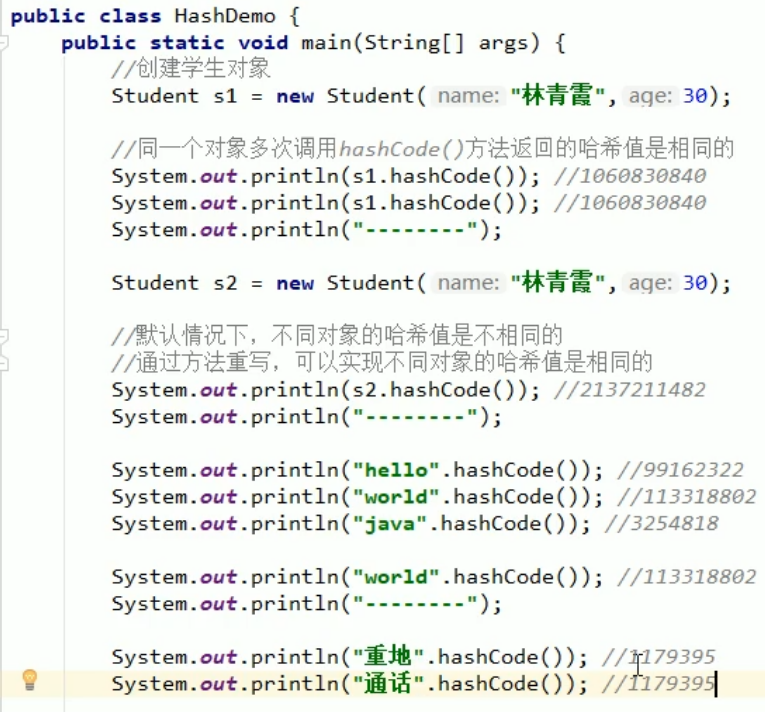 public class HashDemo {
public static void main(String[] args) {
//创建学生对象
Student s1 = new Student( name: "林青霞", age: 30);
//同一个对象多次调用hashCode()方法返回的哈希值是相同的
System.out.println(s1.hashCode()); //1060830840
System.out.println(s1.hashCode()); //1060830840
System.out.println("--------");
Student s2 = new Student( name: "林青霞", age: 30);
//默认情况下，不同对象的哈希值是不相同的
//通过方法重写，可以实现不同对象的哈希值是相同的
System.out.println(s2.hashCode()); //2137211482
System.out.println("--------");
System.out.println("hello".hashCode()); //99162322
System.out.println("world".hashCode()); //113318802
System.out.println("java".hashCode()); //3254818
System.out.println("world".hashCode()); //113318802
System.out.println("--------");
System.out.println("重地".hashCode()); //1179395
System.out.println("通话".hashCode()); //1179395